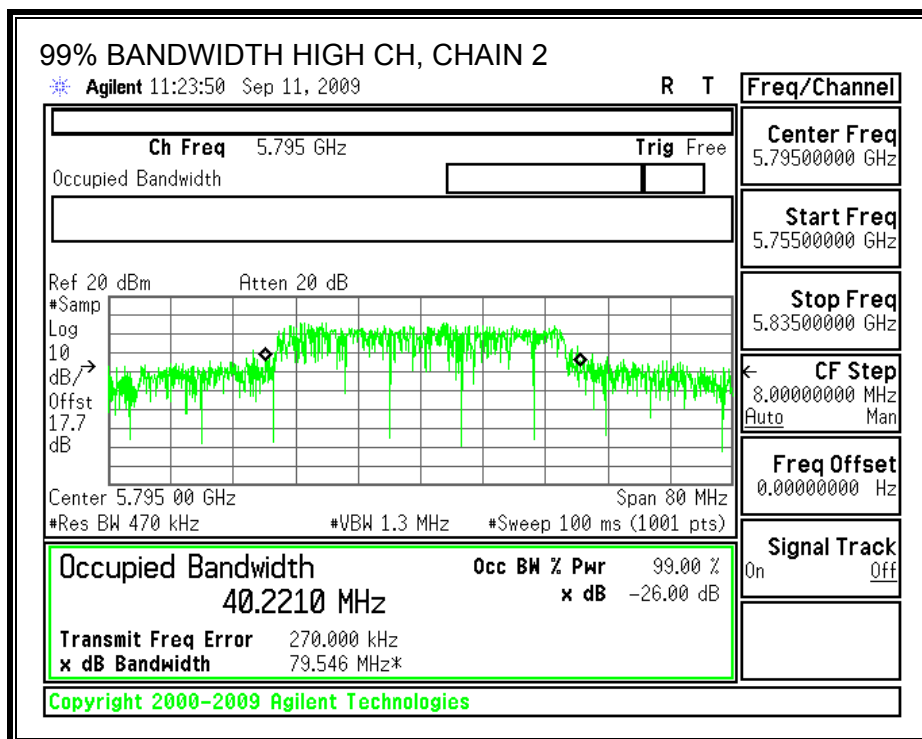 99% BANDWIDTH HIGH CH, CHAIN 2
Agilent 11:23:50 Sep 11, 2009 R T
Freq/Channel
Ch Freq 5.795 GHz Trig Free
Occupied Bandwidth
Center Freq
5.79500000 GHz
Start Freq
5.75500000 GHz
Stop Freq
5.83500000 GHz
CF Step
8.00000000 MHz
Auto Man
Freq Offset
0.00000000 Hz
Signal Track
On Off
Ref 20 dBm Atten 20 dB
#Samp
Log
10
dB/
Offst
17.7
dB
Center 5.795 00 GHz Span 80 MHz
#Res BW 470 kHz #VBW 1.3 MHz #Sweep 100 ms (1001 pts)
Occupied Bandwidth Occ BW % Pwr 99.00 %
40.2210 MHz x dB -26.00 dB
Transmit Freq Error 270.000 kHz
x dB Bandwidth 79.546 MHz*
Copyright 2000-2009 Agilent Technologies